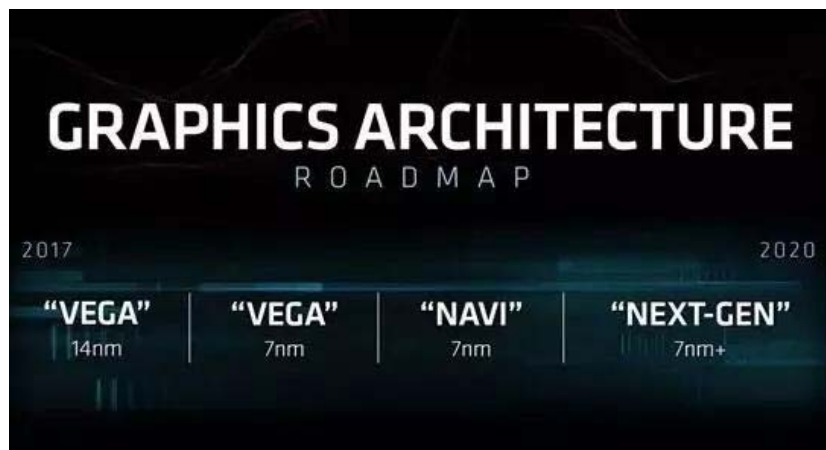 GRAPHICS ARCHITECTURE
ROADMAP
2017 2020
“VEGA” “VEGA” “NAVI” “NEXT-GEN”
14nm 7nm 7nm 7nm+